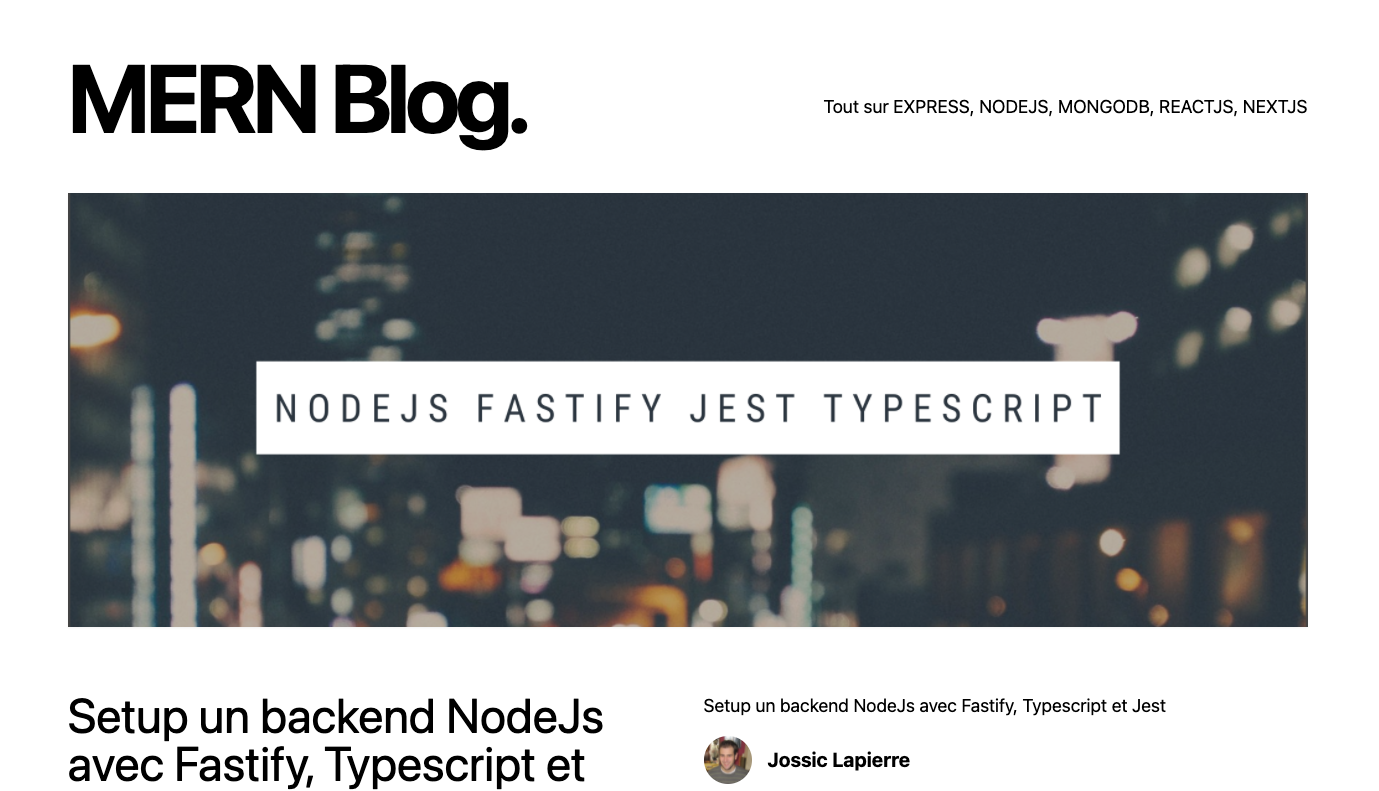 MERN Blog.
Tout sur EXPRESS, NODEJS, MONGODB, REACTJS, NEXTJS
NODEJS FASTIFY JEST TYPESCRIPT
Setup un backend NodeJs
avec Fastify, Typescript et
Setup un backend NodeJs avec Fastify, Typescript et Jest
Jossic Lapierre